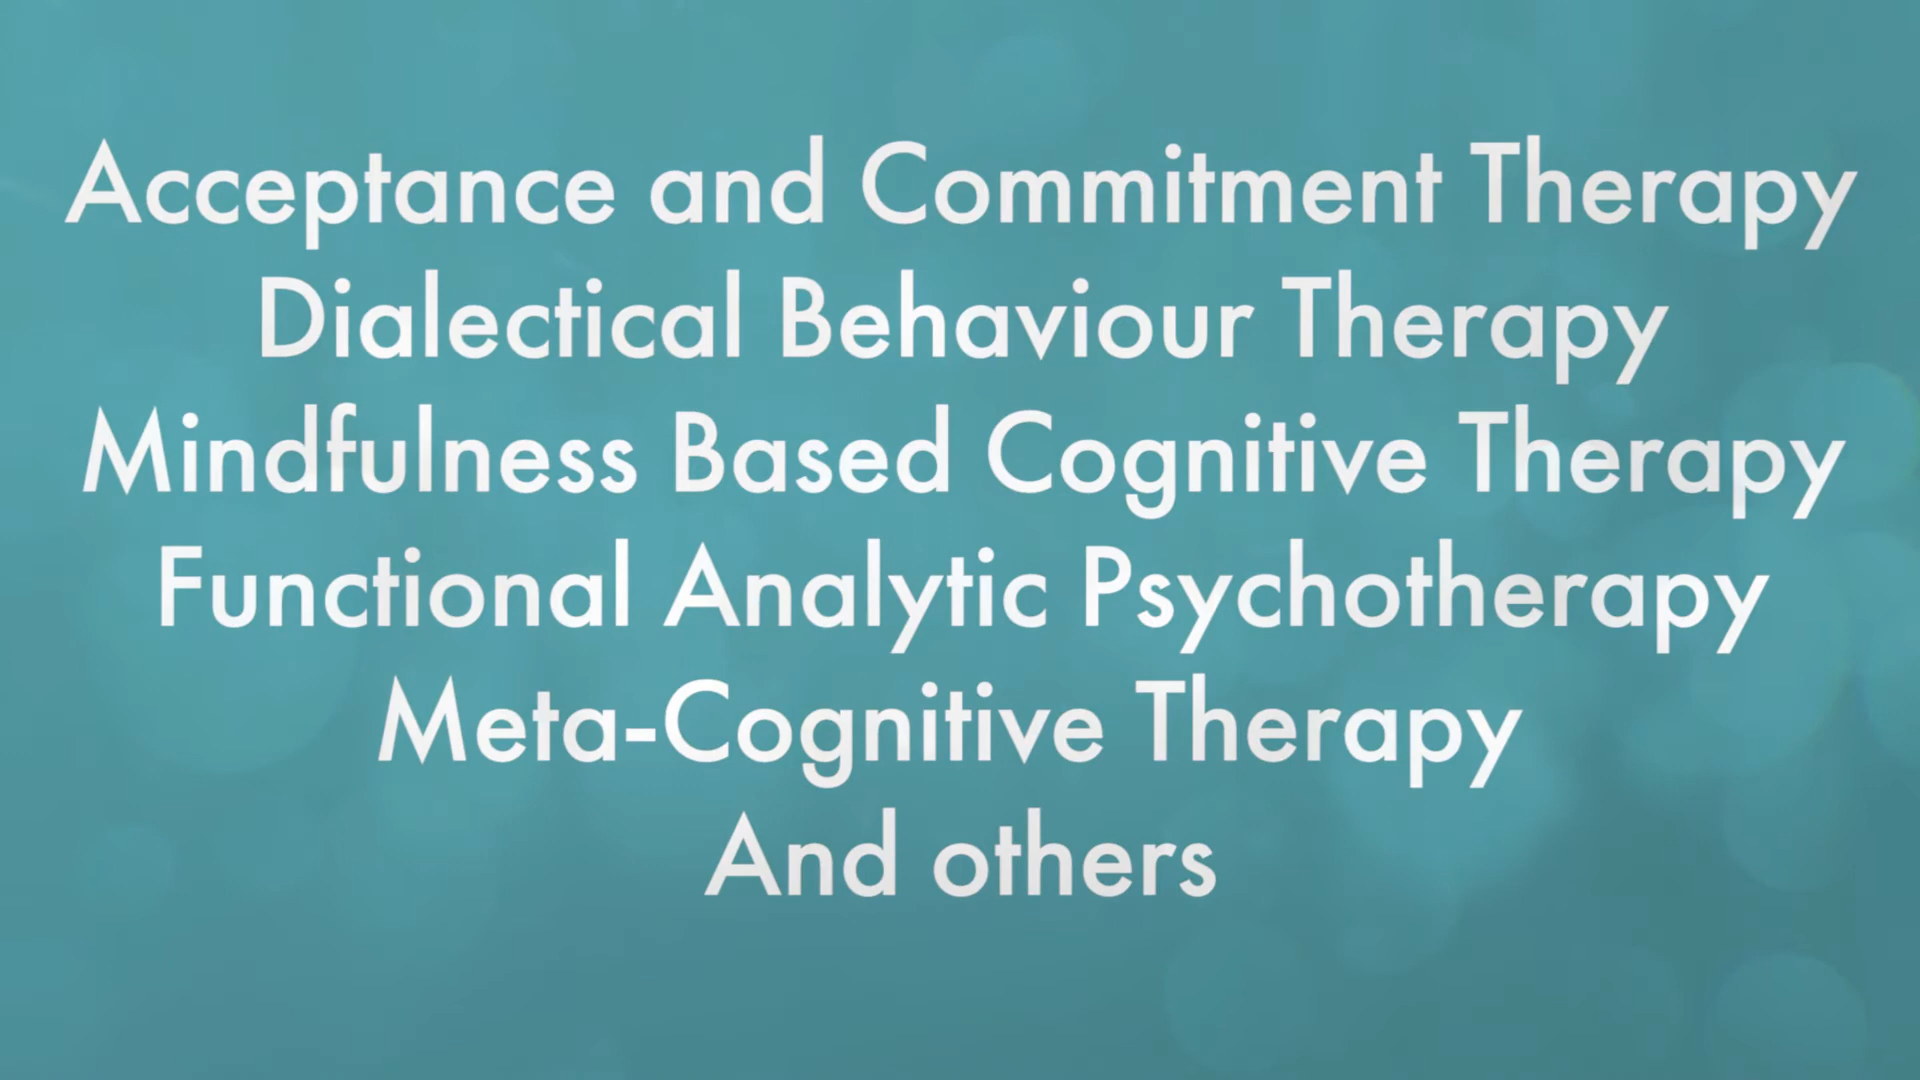 Acceptance and Commitment Therapy
Dialectical Behaviour Therapy
Mindfulness Based Cognitive Therapy
Functional Analytic Psychotherapy
Meta-Cognitive Therapy
And others